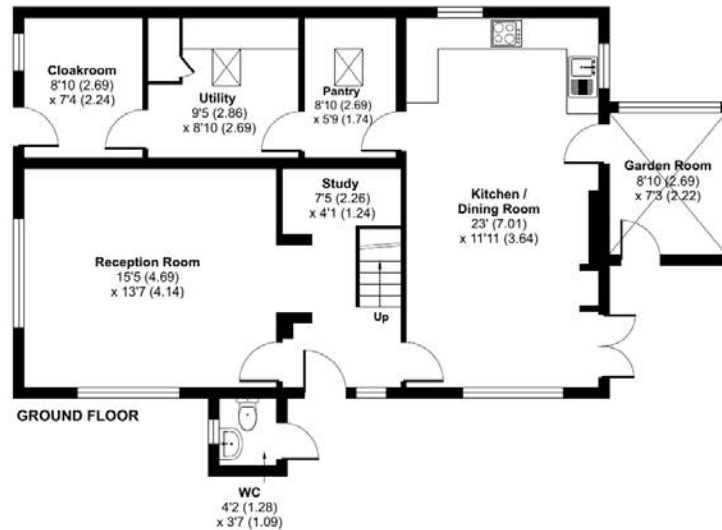 Cloakroom
8'10 (2.69)
x 7'4 (2.24)
Utility
9'5 (2.86)
x 8'10 (2.69)
Pantry
8'10 (2.69)
x 5'9 (1.74)
Garden Room
8'10 (2.69)
x 7'3 (2.22)
Study
7'5 (2.26)
x 4'1 (1.24)
Kitchen /
Dining Room
23' (7.01)
x 11'11 (3.64)
Reception Room
15'5 (4.69)
x 13'7 (4.14)
Up
GROUND FLOOR
WC
4'2 (1.28)
x 3'7 (1.09)